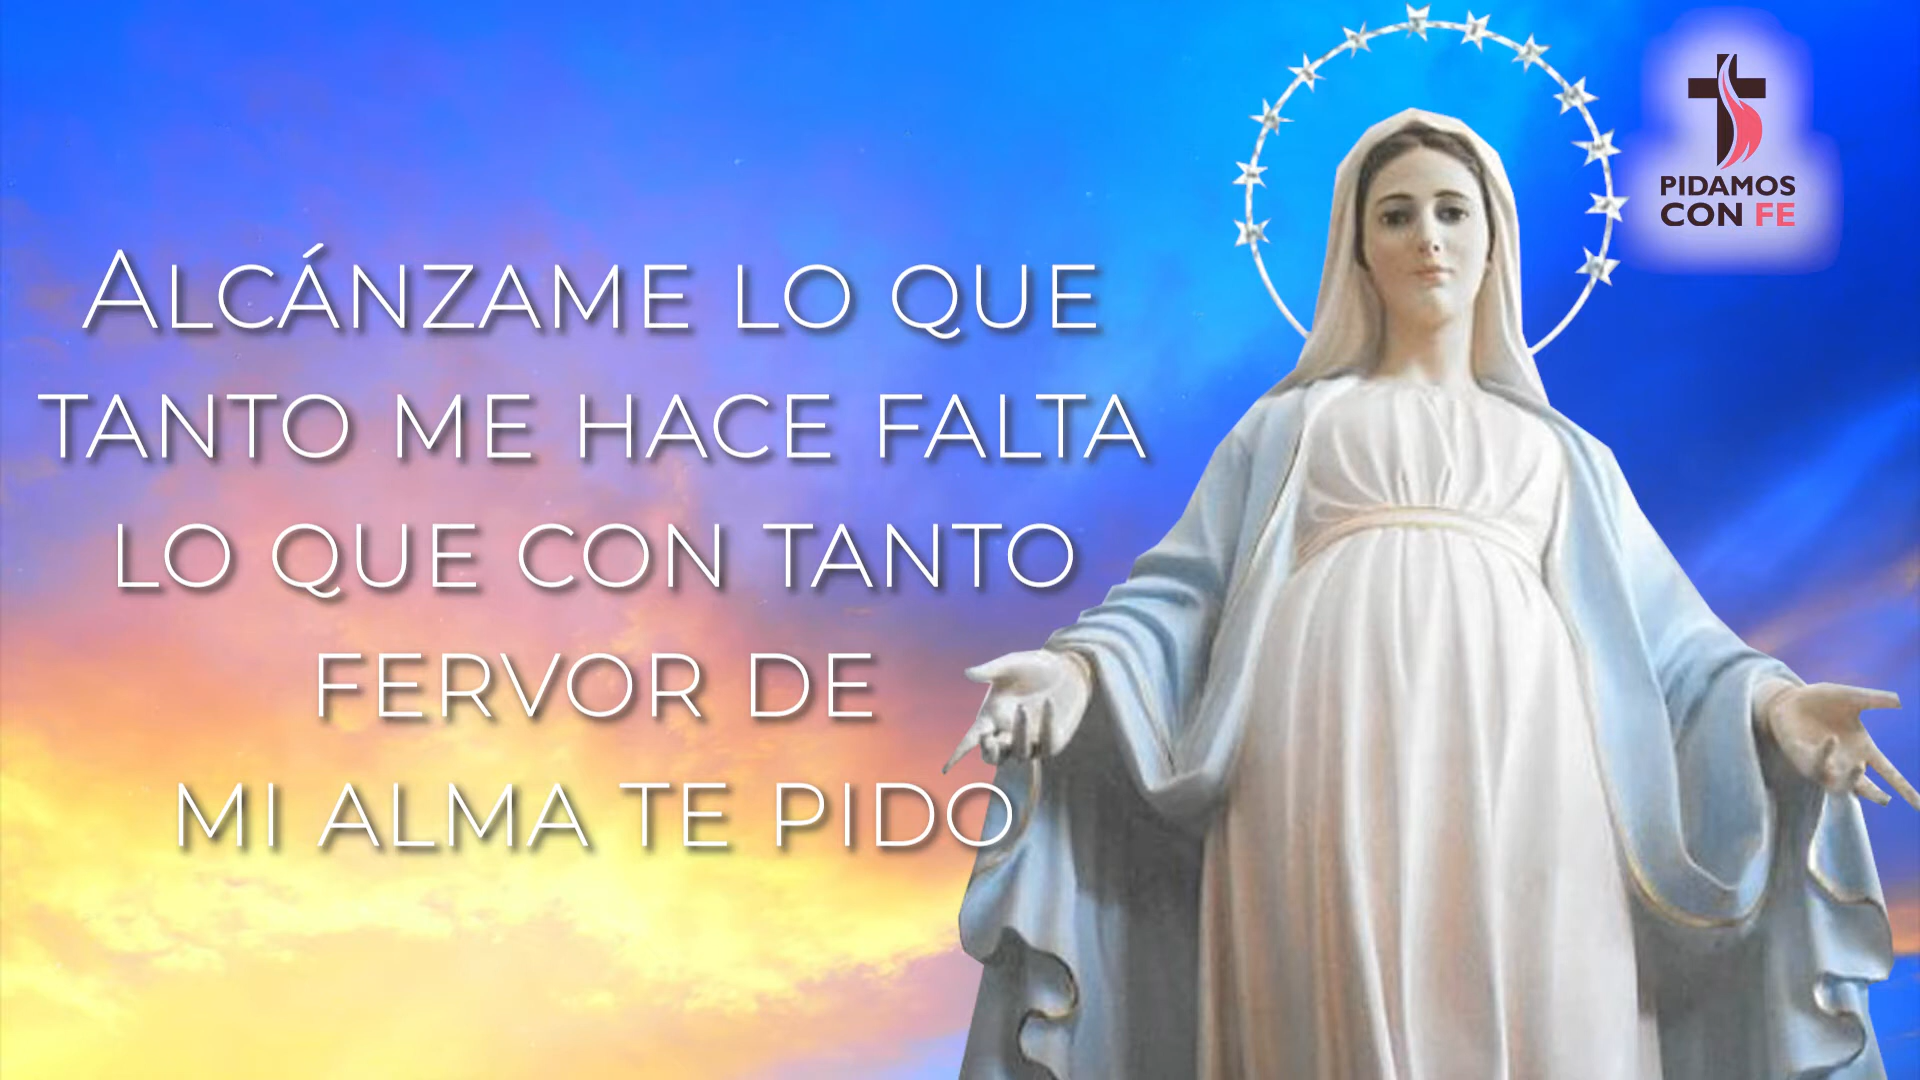 ALCÁNZAME LO QUE
TANTO ME HACE FALTA
LO QUE CON TANTO
FERVOR DE
MI ALMA TE PIDO
PIDAMOS
CON FE